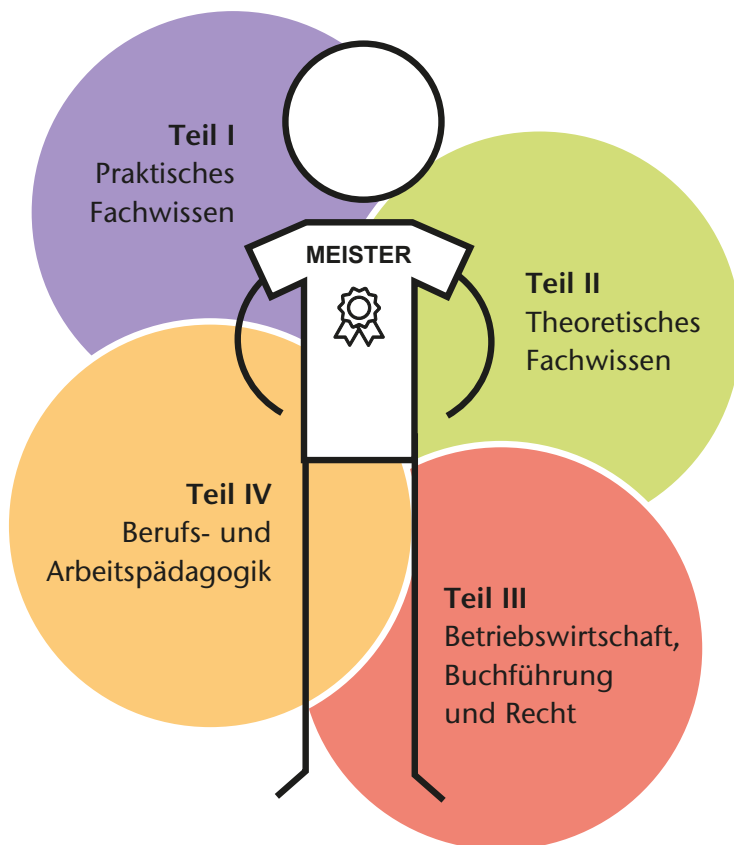 Teil I
Praktisches
Fachwissen
MEISTER
Teil II
Theoretisches
Fachwissen
Teil IV
Berufs- und
Arbeitspädagogik
Teil III
Betriebswirtschaft,
Buchführung
und Recht